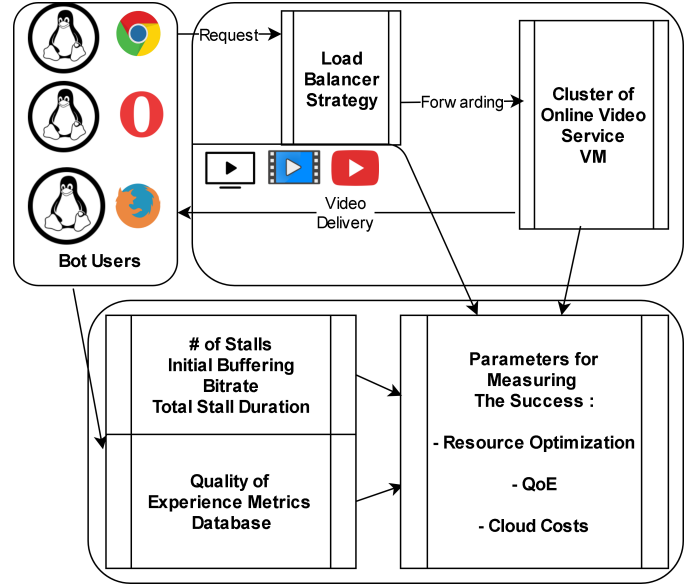 Request
Load
Balancer
Strategy
Forw arding
Cluster of
Online Video
Service
VM
Video
Delivery
Bot Users
# of Stalls
Initial Buffering
Bitrate
Total Stall Duration
Quality of
Experience Metrics
Database
Parameters for
Measuring
The Success :
- Resource Optimization
- QoE
- Cloud Costs